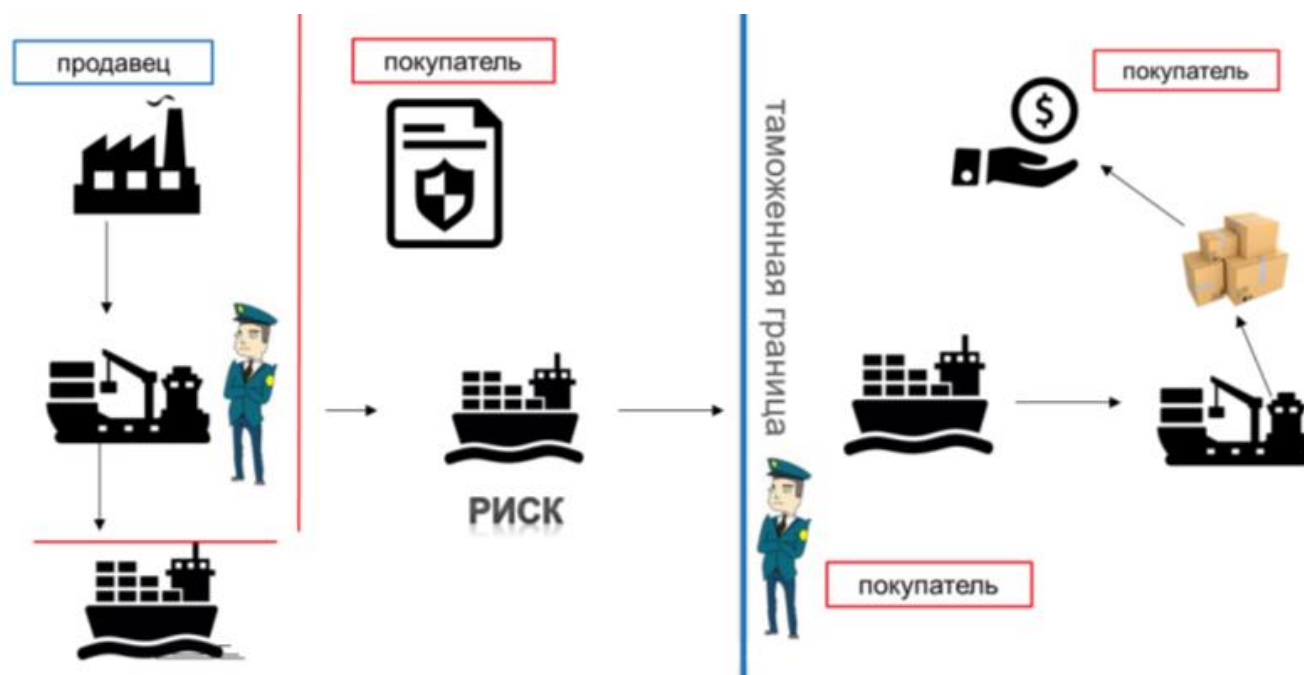 продавец
покупатель
покупатель
$
таможенная граница
РИСК
покупатель